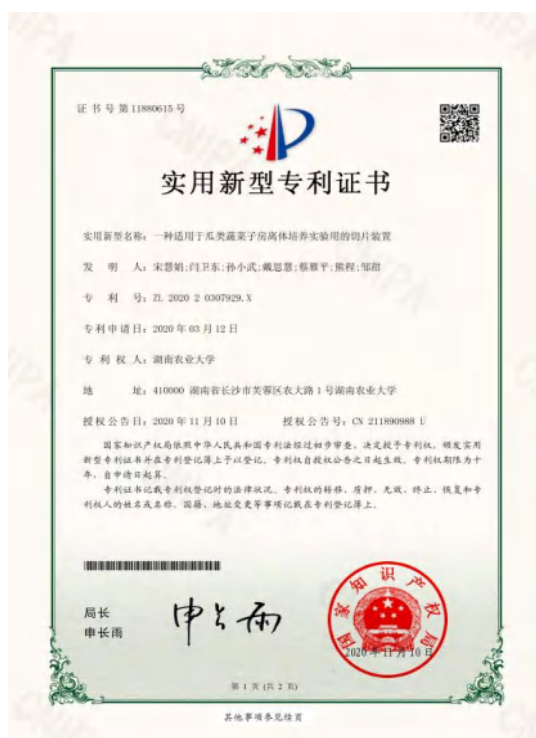 证书号第11880615号
实用新型专利证书
实用新型名称：一种适用于瓜类蔬菜子房离体培养实验用的切片装置
发 明 人：宋慧娟;闫卫东;孙小武;戴思慧;蔡雁平;熊程;邹甜
专 利 号：ZL 2020 2 0307929.X
专利申请日：2020年03月12日
专 利 权 人：湖南农业大学
地 址：410000 湖南省长沙市芙蓉区农大路1号湖南农业大学
授权公告日：2020年11月10日 授权公告号：CN 211890988 U
国家知识产权局依照中华人民共和国专利法经过初步审查，决定授予专利权，颁发实用
新型专利证书并在专利登记簿上予以登记。专利权自授权公告之日起生效。专利权期限为十
年，自申请日起算。
专利证书记载专利权登记时的法律状况。专利权的转移、质押、无效、终止、恢复和专
利权人的姓名或名称、国籍、地址变更等事项记载在专利登记簿上。
局长
申长雨
申长雨
国家知识产权局
2020年11月10日
第 1 页 (共 2 页)
其他事项参见续页